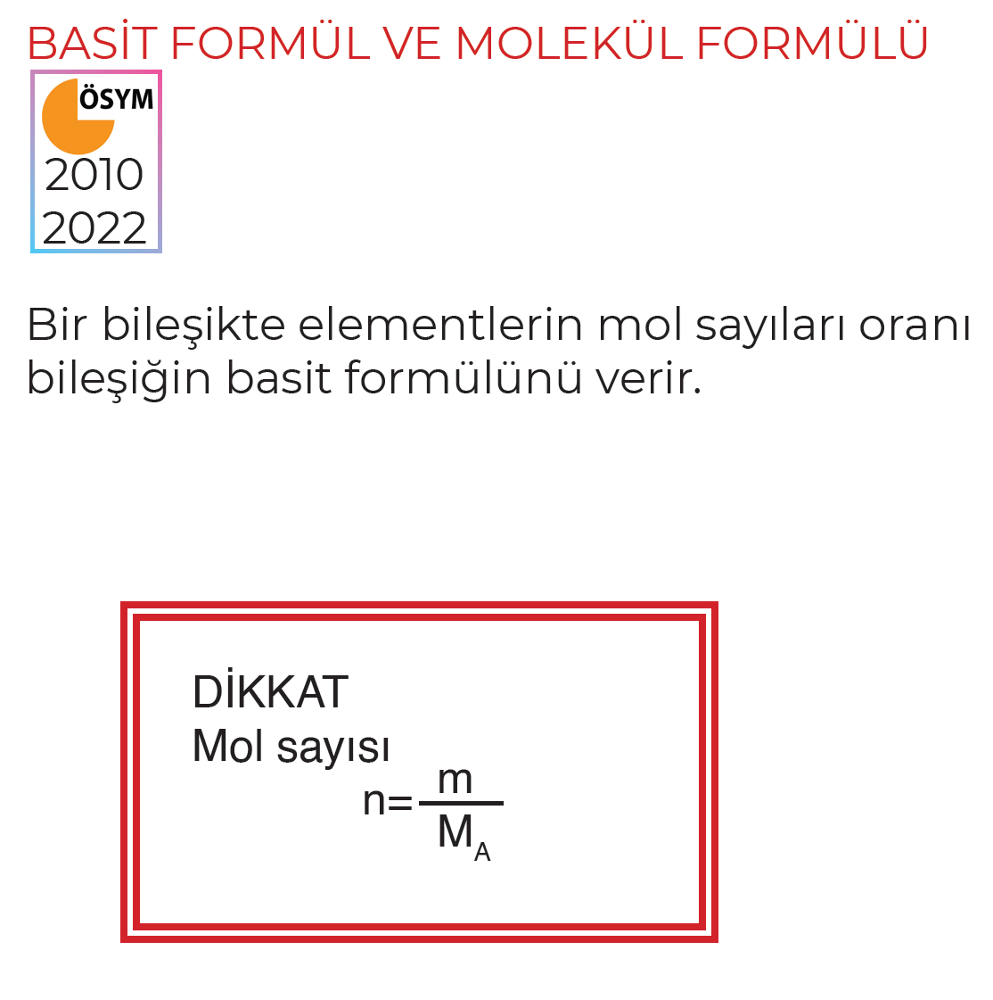 BASİT FORMÜL VE MOLEKÜL FORMÜLÜ
ÖSYM
2010
2022
Bir bileşikte elementlerin mol sayıları oranı
bileşiğin basit formülünü verir.
DİKKAT
Mol sayısı
n= m
M_A